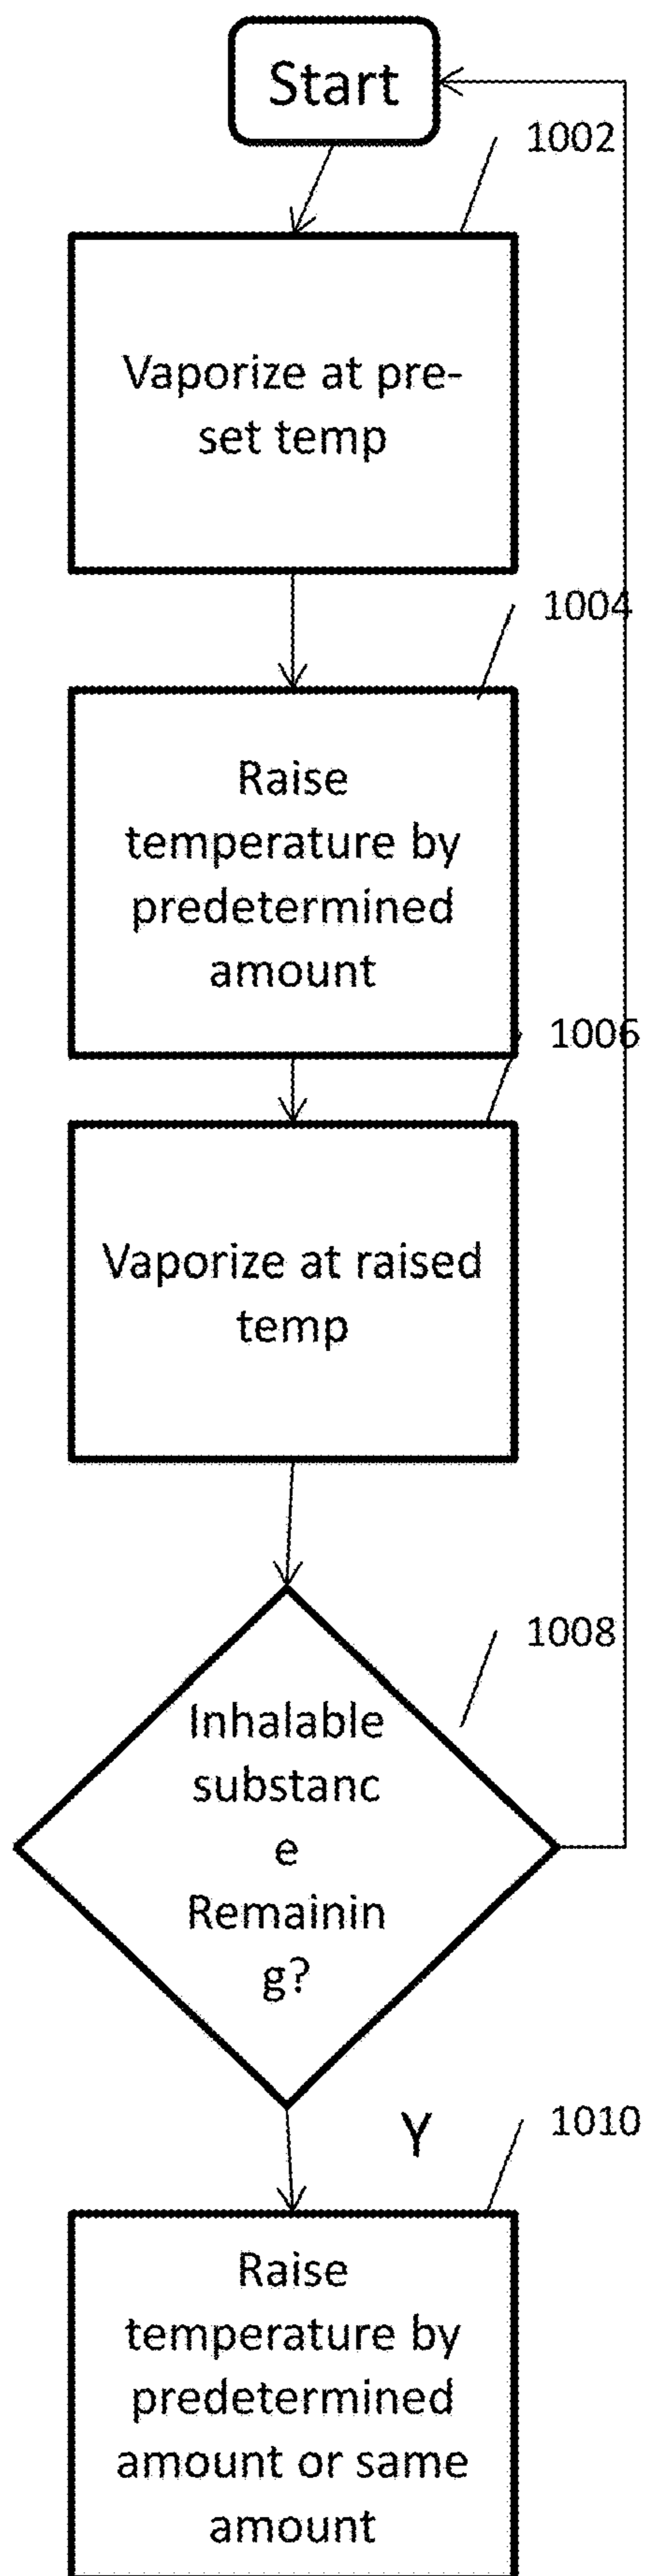 Start
1002
Vaporize at pre-
set temp
1004
Raise
temperature by
predetermined
amount
1006
Vaporize at raised
temp
1008
Inhalable
substanc
e
Remainin
g?
Y
1010
Raise
temperature by
predetermined
amount or same
amount